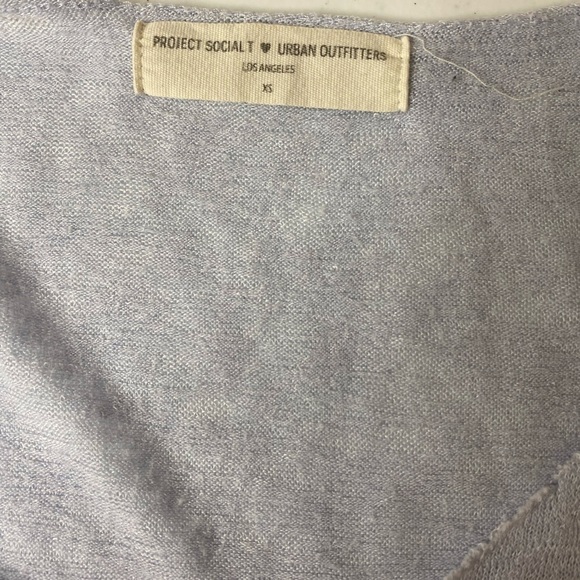 PROJECT SOCIAL T ♥ URBAN OUTFITTERS
LOS ANGELES
XS